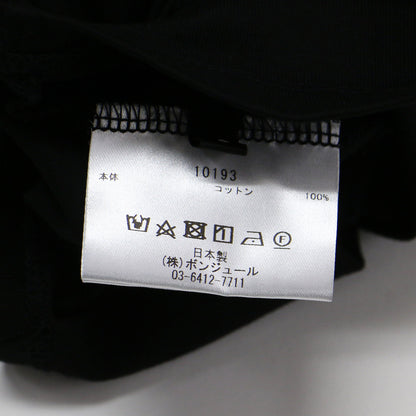 10193
本体 コットン 100%
日本製
(株)ボンジュール
03-6412-7711